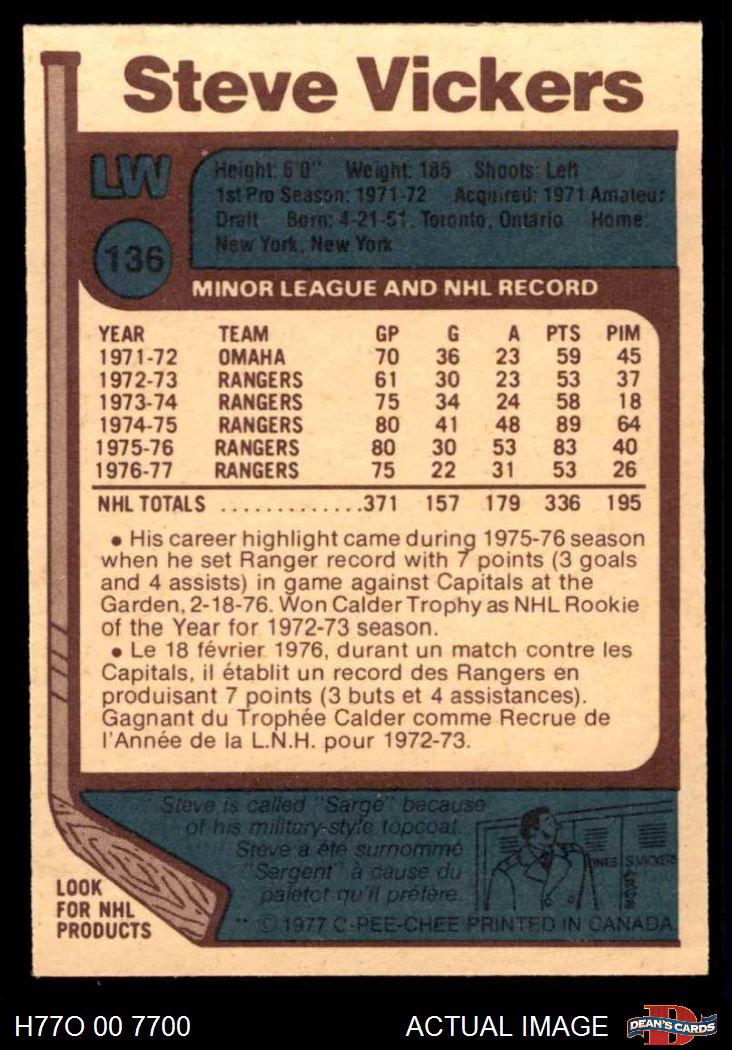 Steve Vickers
LW
136
Height: 6'0" Weight: 185 Shoots: Left
1st Pro Season: 1971-72 Acquired: 1971 Amateur
Draft Born: 4-21-51, Toronto, Ontario Home:
New York, New York
MINOR LEAGUE AND NHL RECORD
YEAR TEAM GP G A PTS PIM
1971-72 OMAHA 70 36 23 59 45
1972-73 RANGERS 61 30 23 53 37
1973-74 RANGERS 75 34 24 58 18
1974-75 RANGERS 80 41 48 89 64
1975-76 RANGERS 80 30 53 83 40
1976-77 RANGERS 75 22 31 53 26
NHL TOTALS .............371 157 179 336 195
• His career highlight came during 1975-76 season
when he set Ranger record with 7 points (3 goals
and 4 assists) in game against Capitals at the
Garden, 2-18-76. Won Calder Trophy as NHL Rookie
of the Year for 1972-73 season.
• Le 18 février 1976, durant un match contre les
Capitals, il établit un record des Rangers en
produisant 7 points (3 buts et 4 assistances).
Gagnant du Trophée Calder comme Recrue de
l'Année de la L.N.H. pour 1972-73.
Steve is called "Sarge" because
of his military-style topcoat.
Steve a été surnommé
"Sergent" à cause du
paletot qu'il préfère.
S. VICKERS
LOOK
FOR NHL
PRODUCTS
© 1977 O-PEE-CHEE PRINTED IN CANADA
H77O 00 7700
ACTUAL IMAGE
D
DEAN'S CARDS